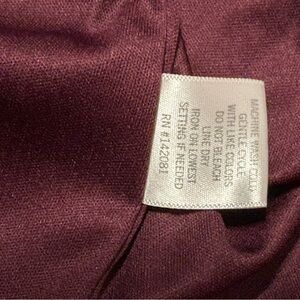 MACHINE WASH COLD
GENTLE CYCLE
WITH LIKE COLORS
DO NOT BLEACH
LINE DRY
IRON ON LOWEST
SETTING IF NEEDED
RN #142081